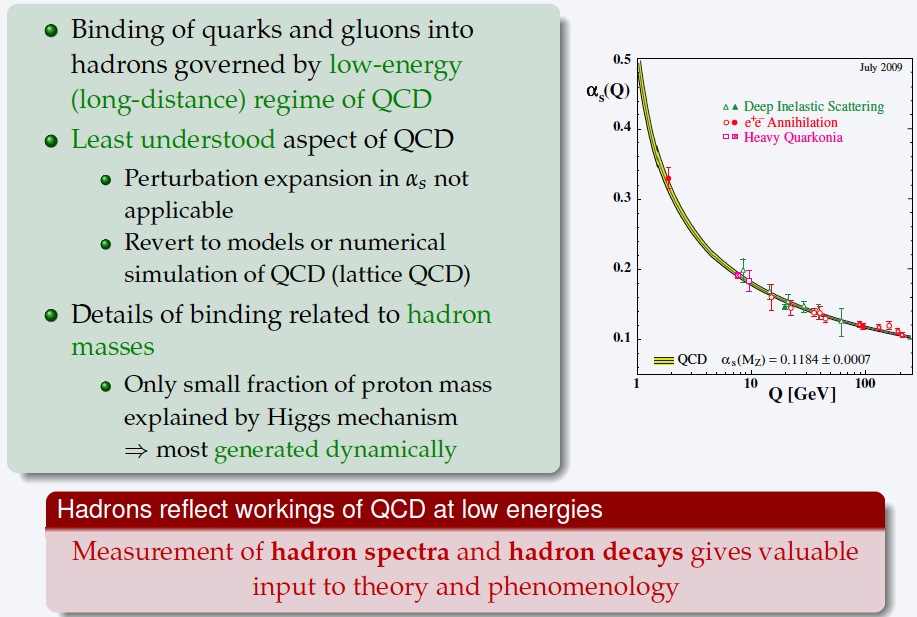 Binding of quarks and gluons into
hadrons governed by low-energy
(long-distance) regime of QCD
Least understood aspect of QCD
Perturbation expansion in αs not
applicable
Revert to models or numerical
simulation of QCD (lattice QCD)
Details of binding related to hadron
masses
Only small fraction of proton mass
explained by Higgs mechanism
⇒ most generated dynamically
0.5
July 2009
αs(Q)
Deep Inelastic Scattering
e+e− Annihilation
Heavy Quarkonia
0.4
0.3
0.2
0.1
QCD αs(MZ) = 0.1184 ± 0.0007
1 10 100
Q [GeV]
Hadrons reflect workings of QCD at low energies
Measurement of hadron spectra and hadron decays gives valuable
input to theory and phenomenology